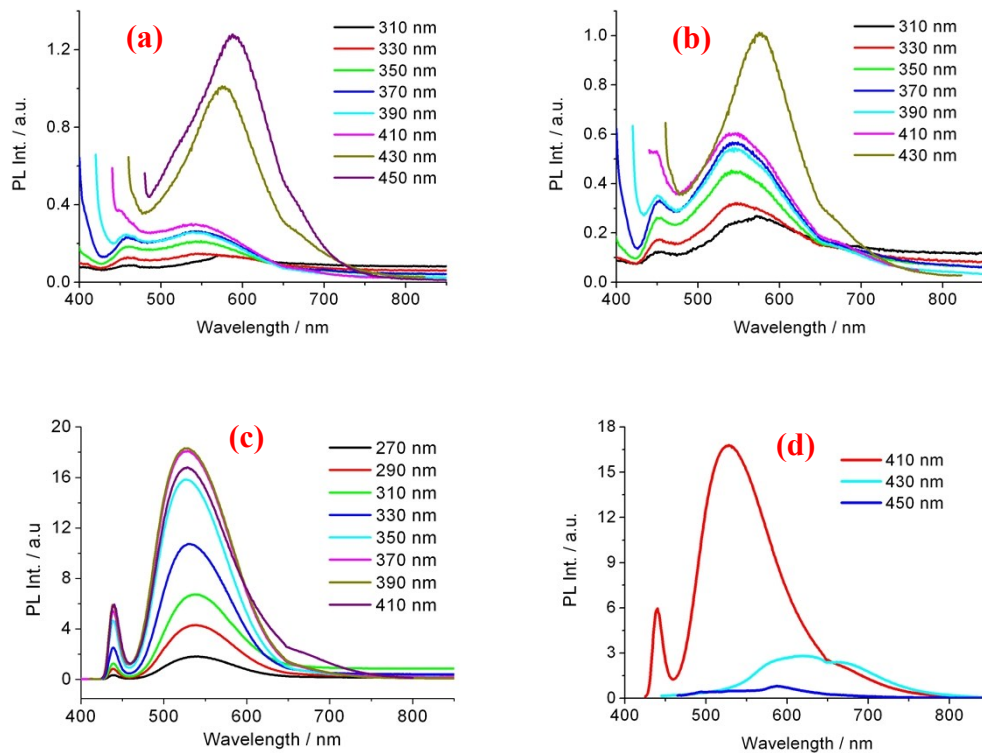 (a)
PL Int. / a.u.
1.2
0.8
0.4
0.0
400 500 600 700 800
Wavelength / nm
310 nm
330 nm
350 nm
370 nm
390 nm
410 nm
430 nm
450 nm
(b)
PL Int. / a.u.
1.0
0.8
0.6
0.4
0.2
0.0
400 500 600 700 800
Wavelength / nm
310 nm
330 nm
350 nm
370 nm
390 nm
410 nm
430 nm
(c)
PL Int. / a.u
20
16
12
8
4
0
400 500 600 700 800
Wavelength / nm
270 nm
290 nm
310 nm
330 nm
350 nm
370 nm
390 nm
410 nm
(d)
PL Int. / a.u.
18
15
12
9
6
3
0
400 500 600 700 800
Wavelength / nm
410 nm
430 nm
450 nm